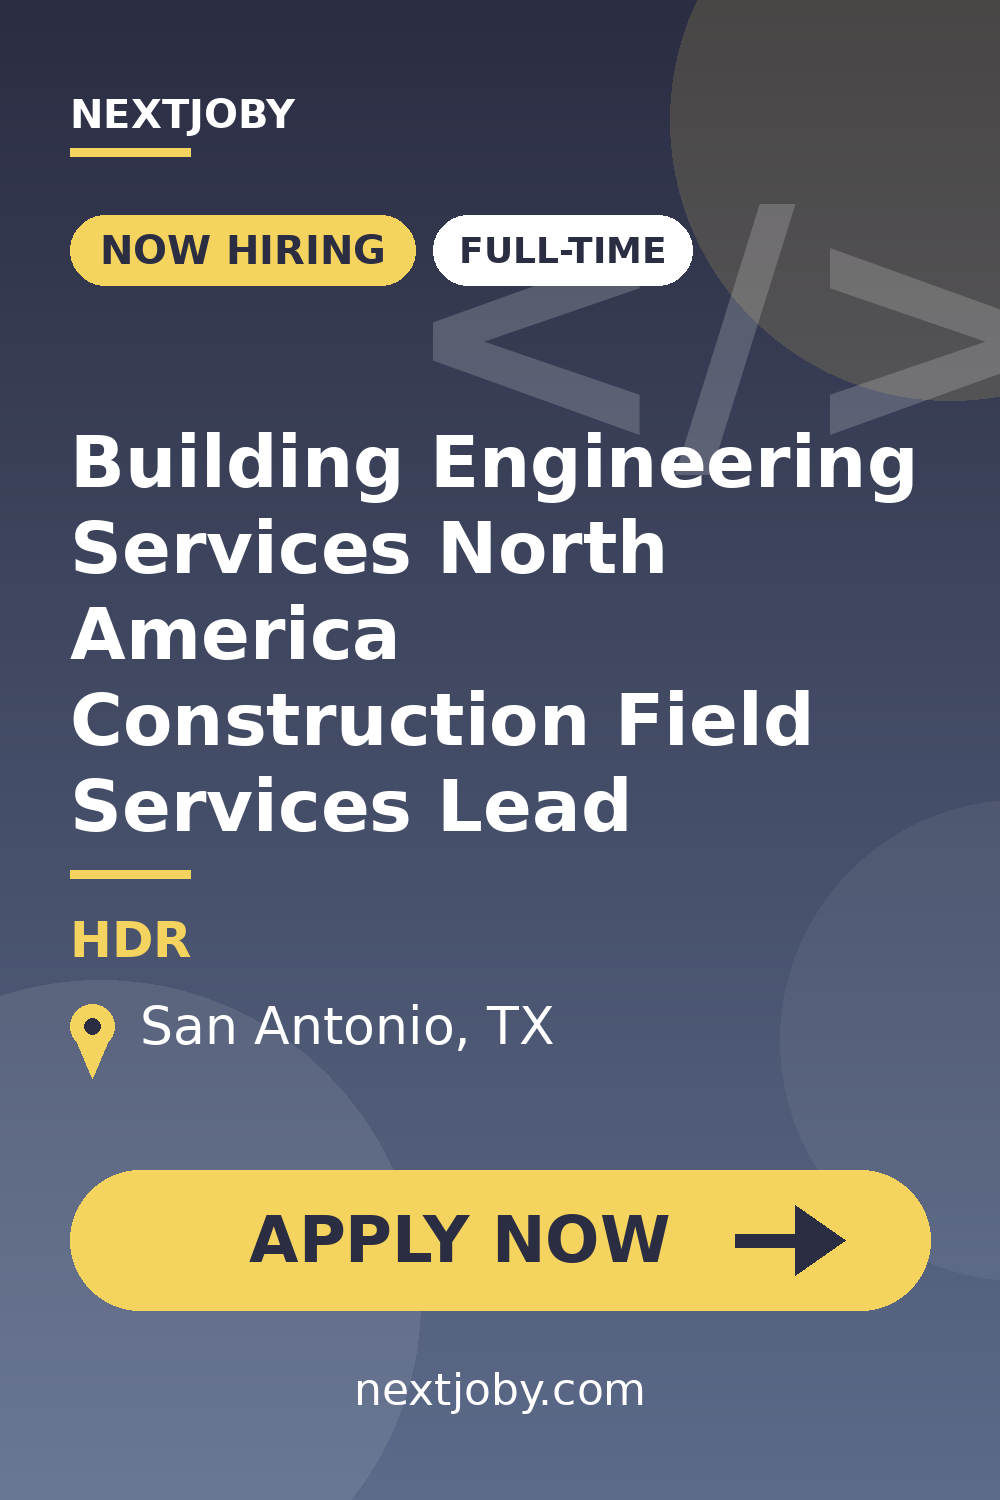 NEXTJOBY
NOW HIRING
FULL-TIME
</>
Building Engineering
Services North
America
Construction Field
Services Lead
HDR
San Antonio, TX
APPLY NOW
nextjoby.com